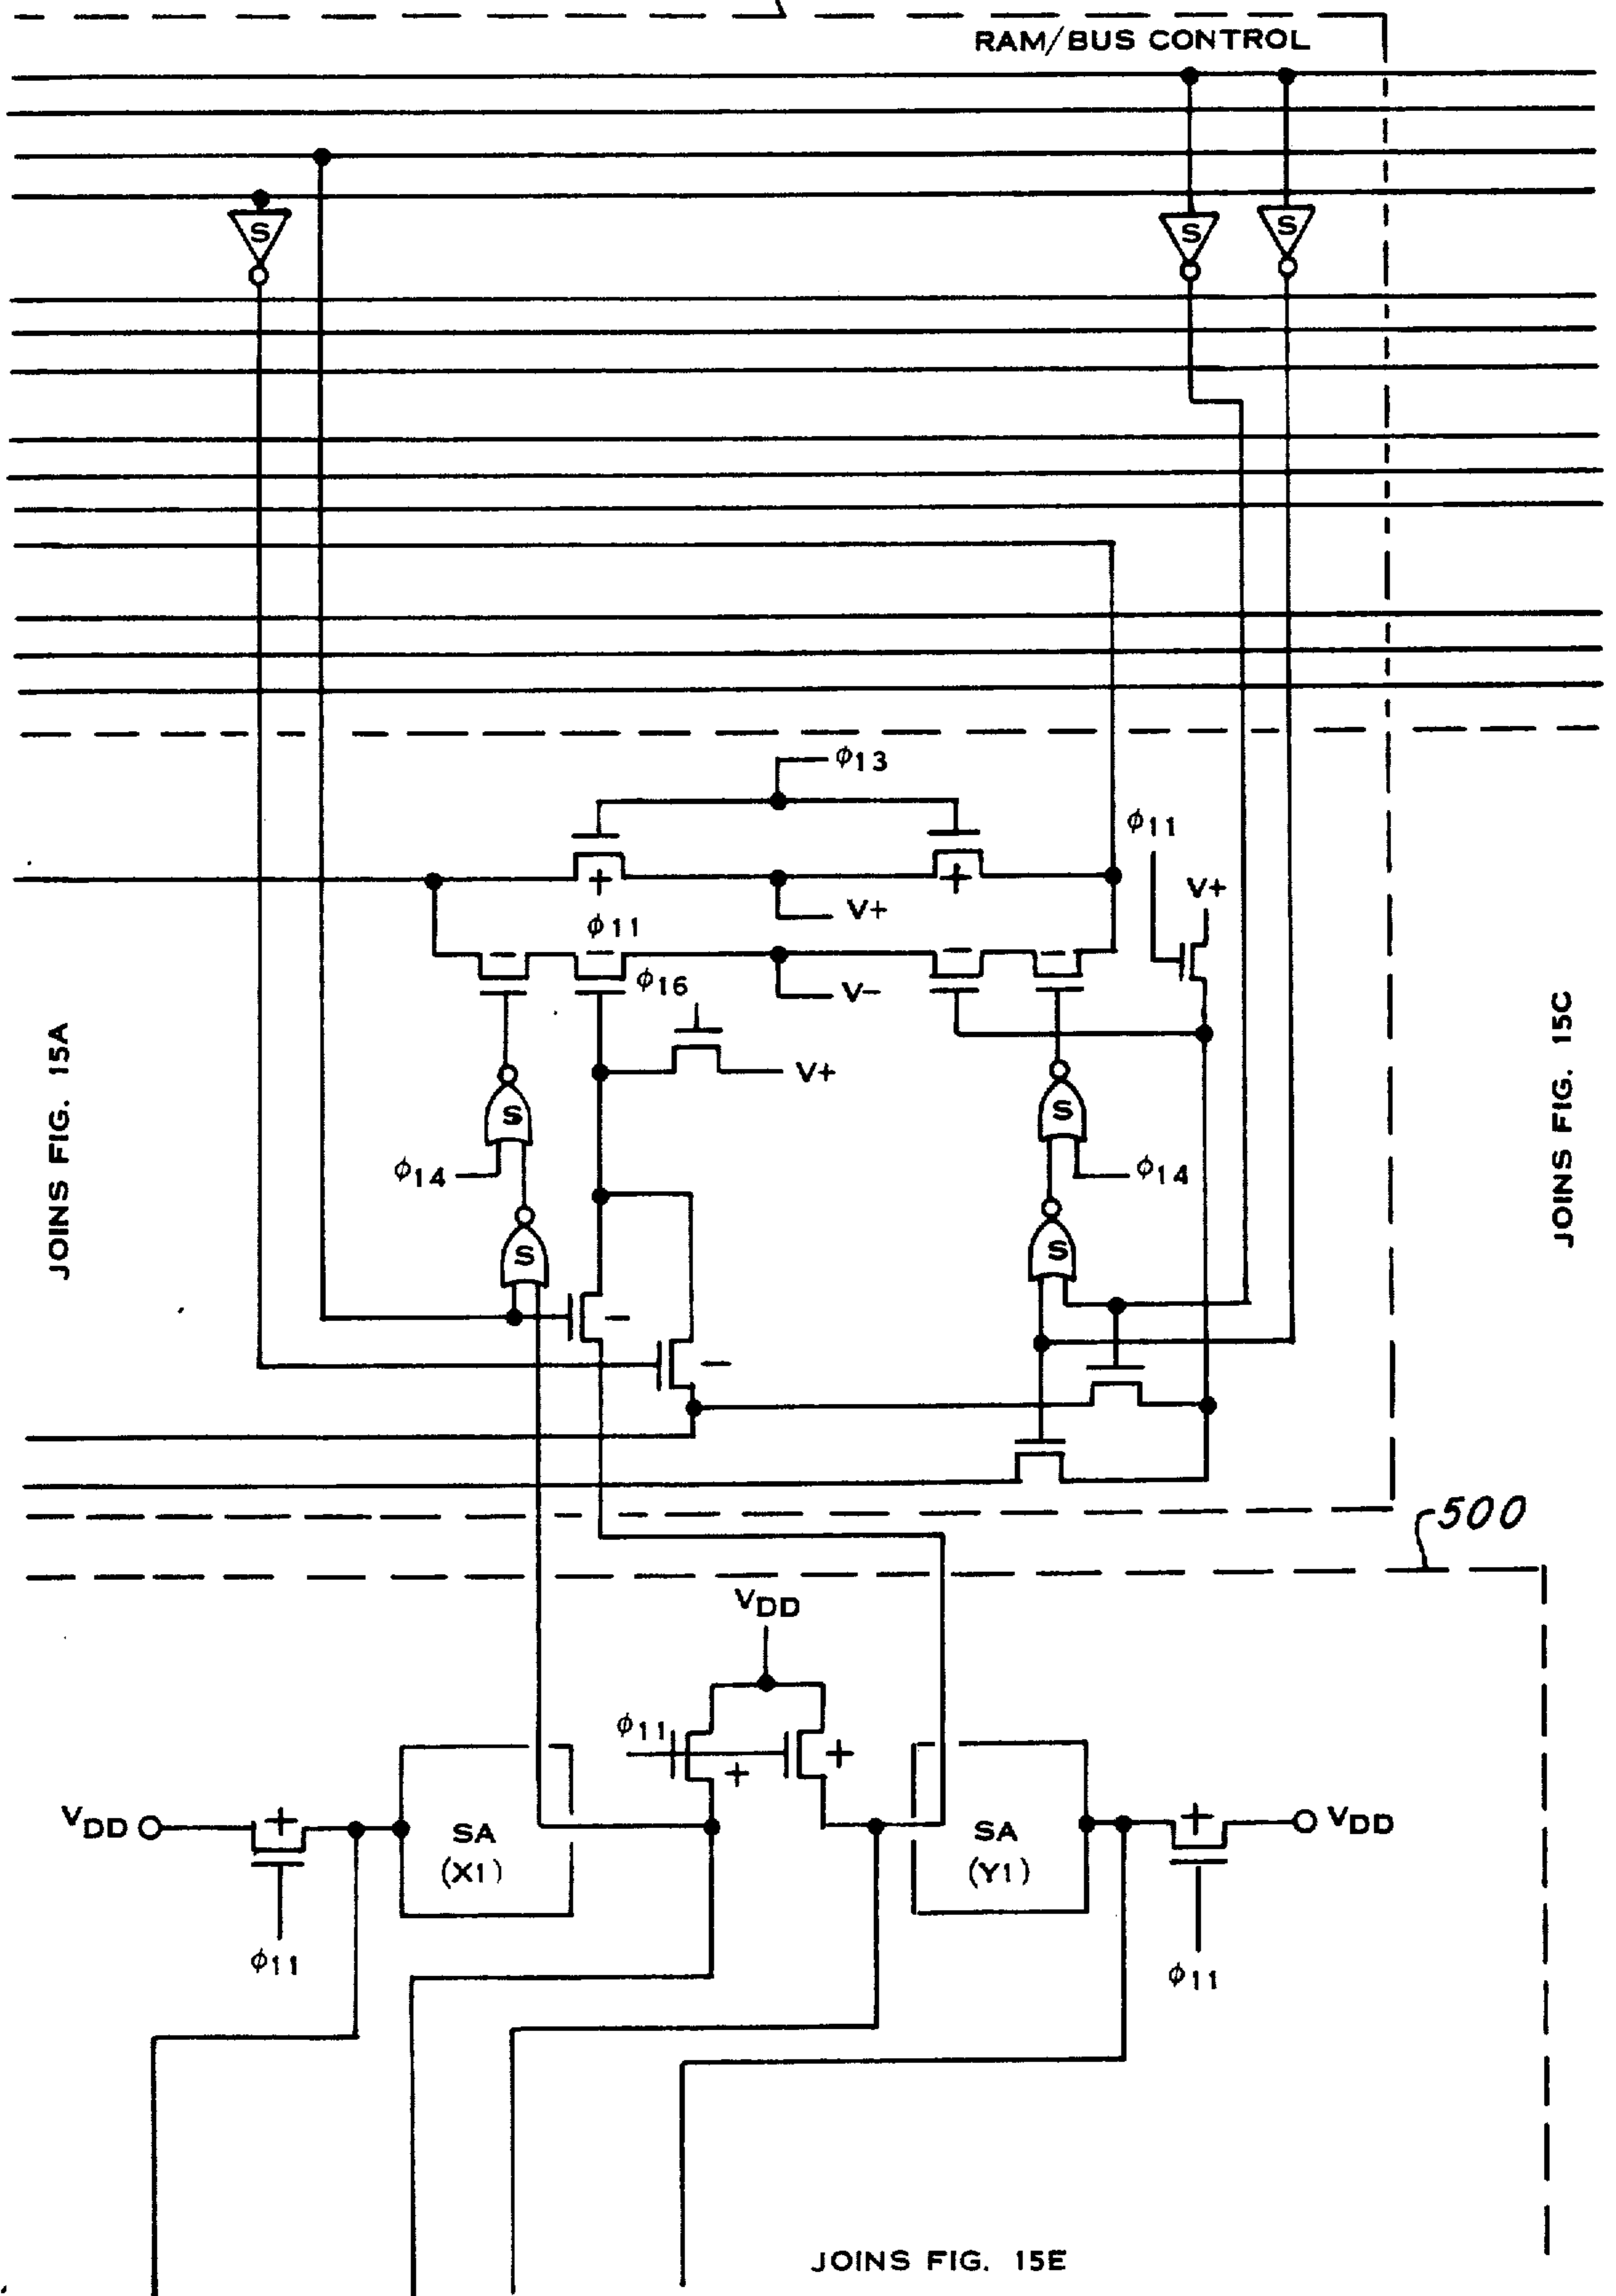 RAM/BUS CONTROL
S
S
S
ϕ13
ϕ11
V+
+
+
V+
ϕ11
ϕ16
V−
V+
JOINS FIG. 15A
JOINS FIG. 15C
S
S
ϕ14
ϕ14
S
S
500
VDD
ϕ11
+
+
VDD
+
SA
(X1)
SA
(Y1)
+
VDD
ϕ11
ϕ11
JOINS FIG. 15E